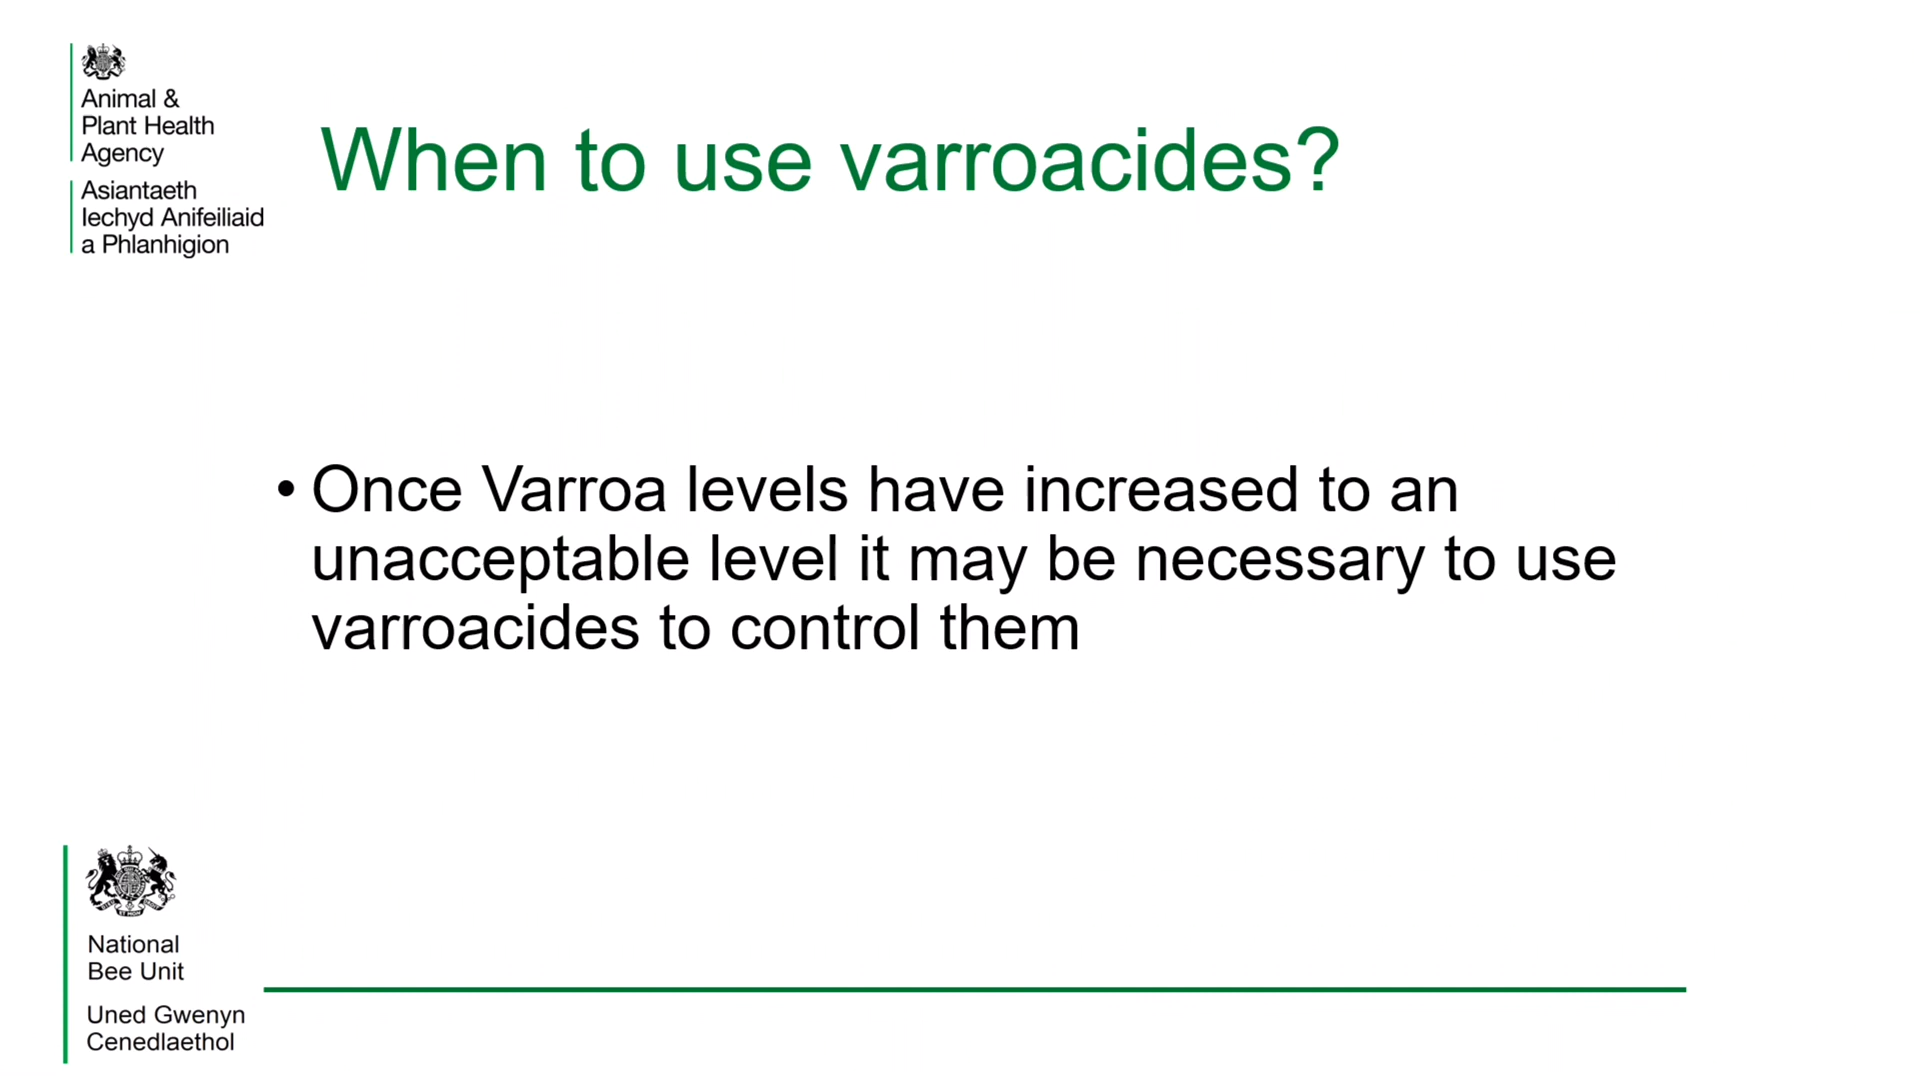 Animal &
Plant Health
Agency
Asiantaeth
Iechyd Anifeiliaid
a Phlanhigion
When to use varroacides?
• Once Varroa levels have increased to an
unacceptable level it may be necessary to use
varroacides to control them
National
Bee Unit
Uned Gwenyn
Cenedlaethol